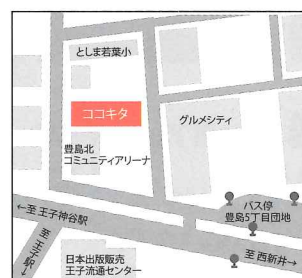 としま若葉小
ココキタ
グルメシティ
豊島北
コミュニティアリーナ
バス停
豊島5丁目団地
←至 王子神谷駅
至 王子駅→
日本出版販売
王子流通センター
至 西新井→